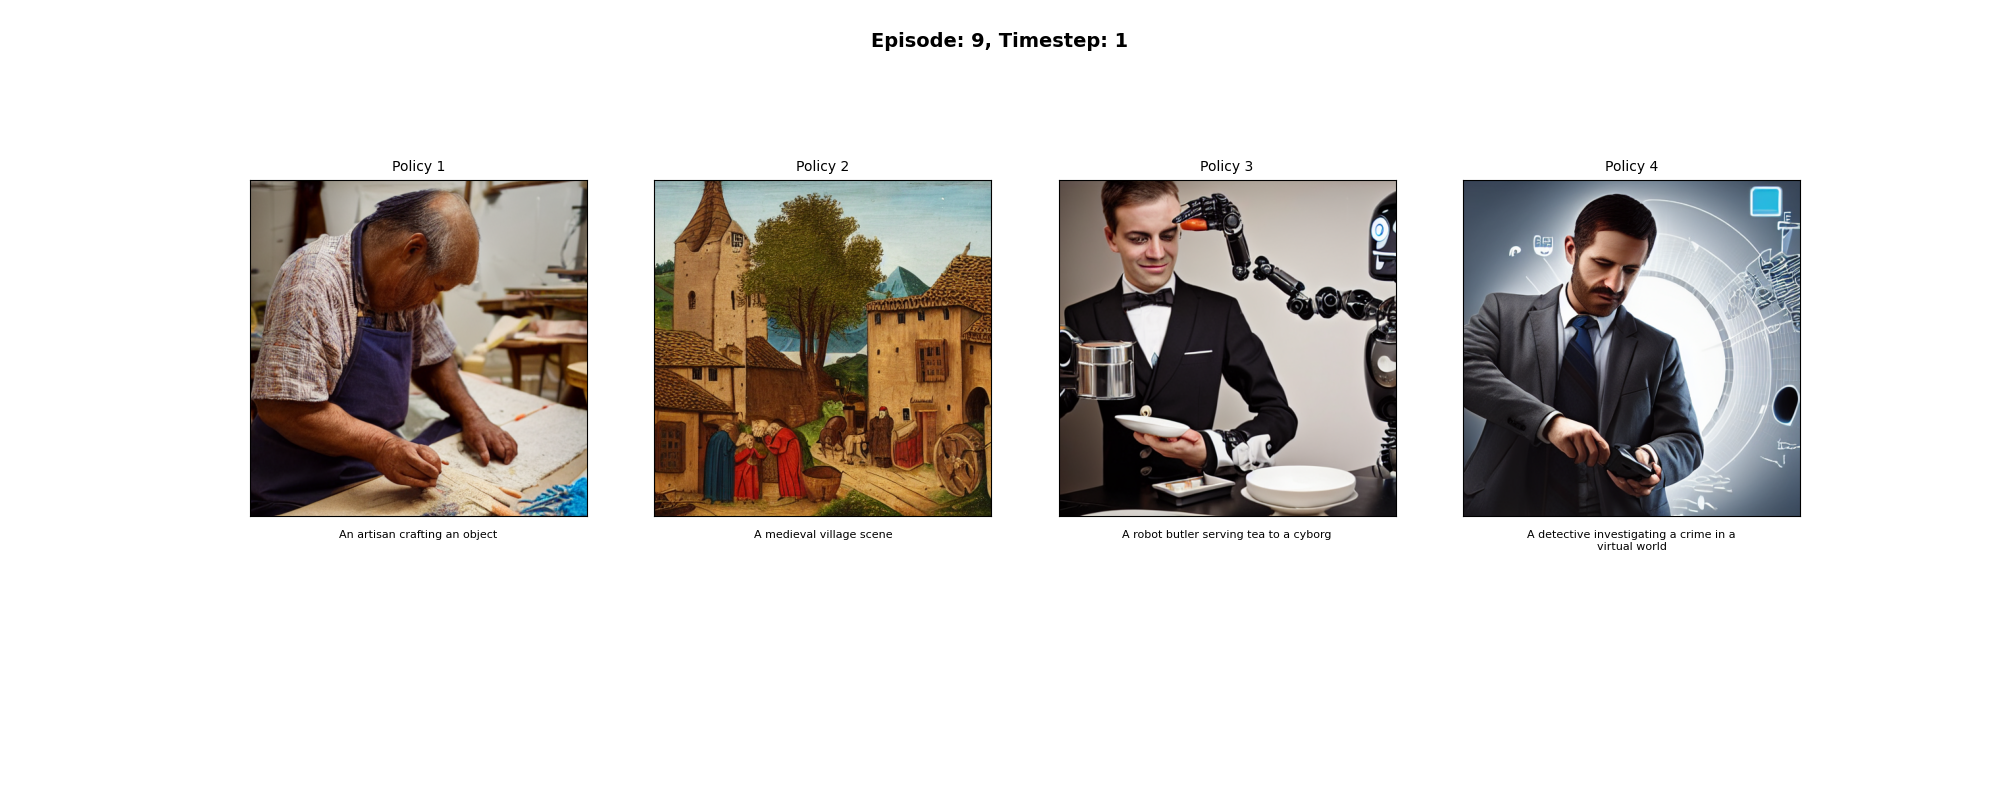 Episode: 9, Timestep: 1
Policy 1
Policy 2
Policy 3
Policy 4
An artisan crafting an object
A medieval village scene
A robot butler serving tea to a cyborg
A detective investigating a crime in a
virtual world